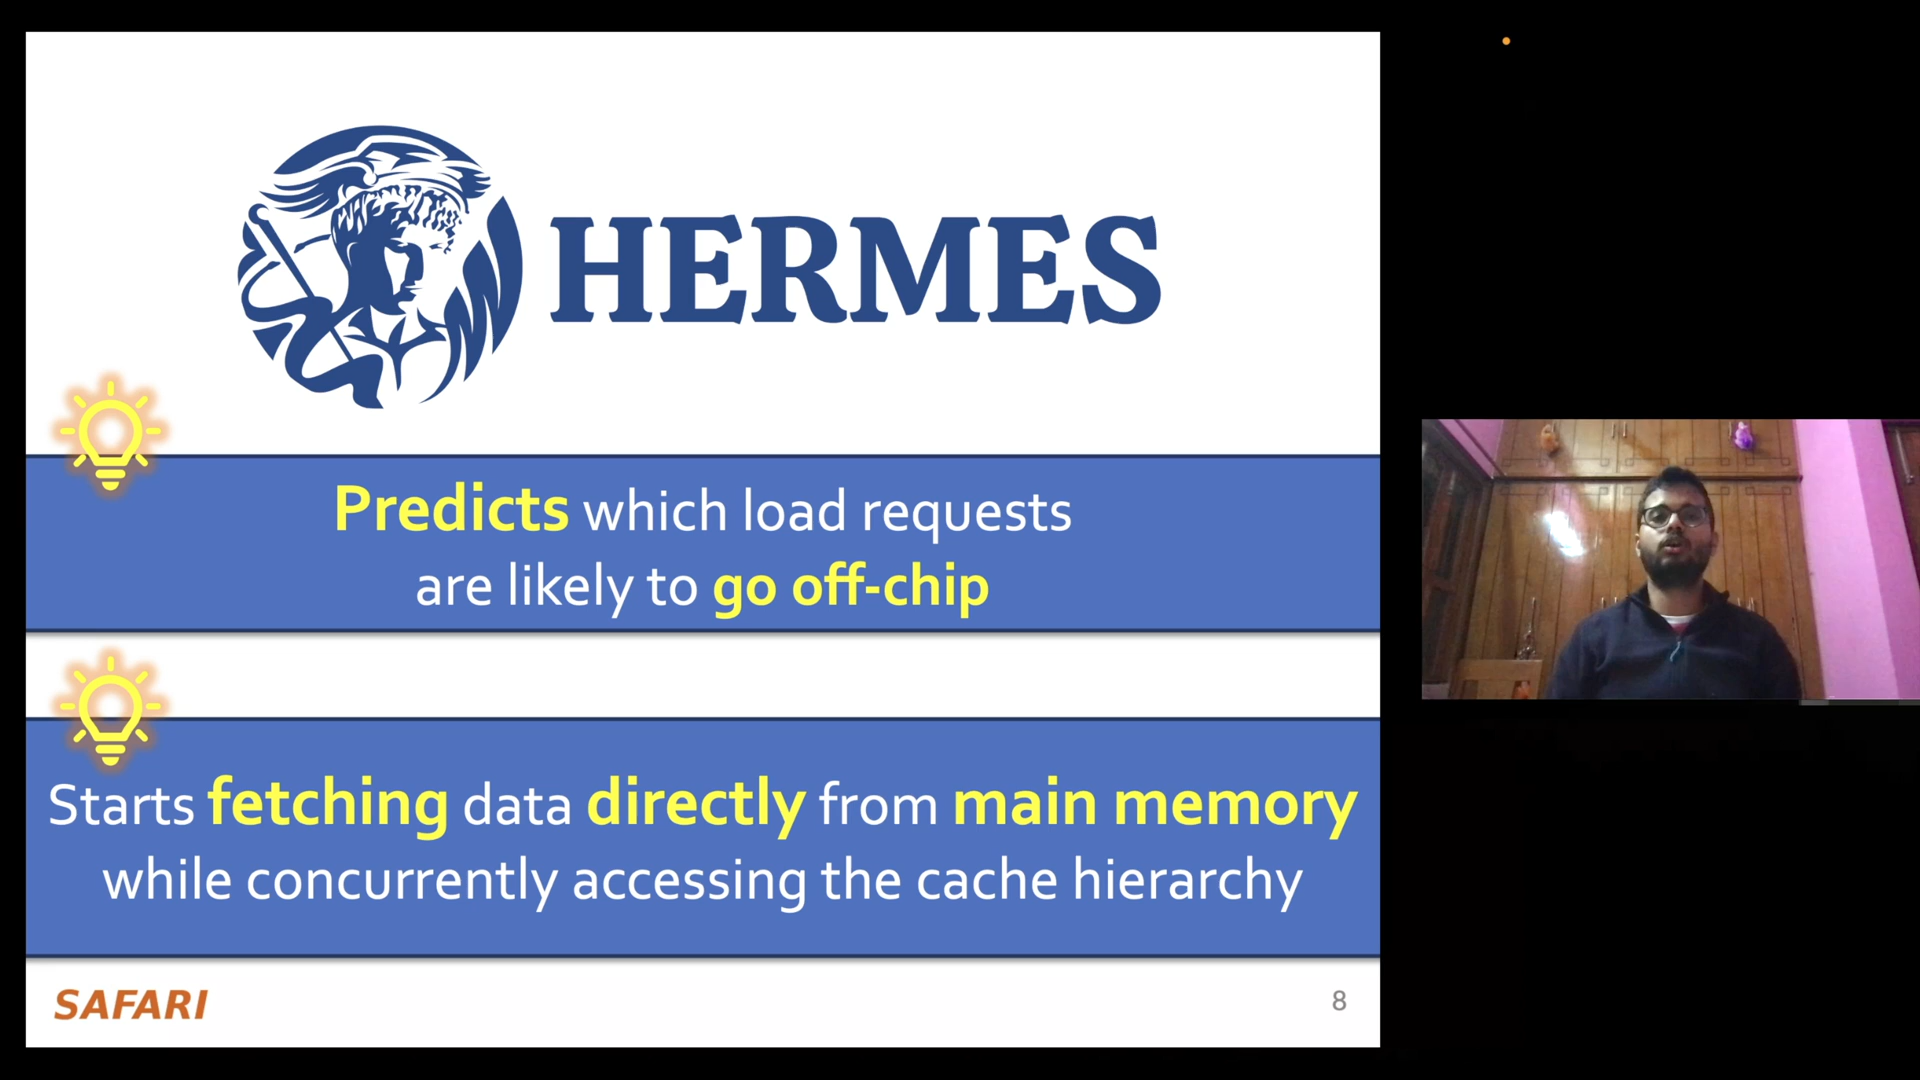 HERMES
Predicts which load requests
are likely to go off-chip
Starts fetching data directly from main memory
while concurrently accessing the cache hierarchy
SAFARI
8